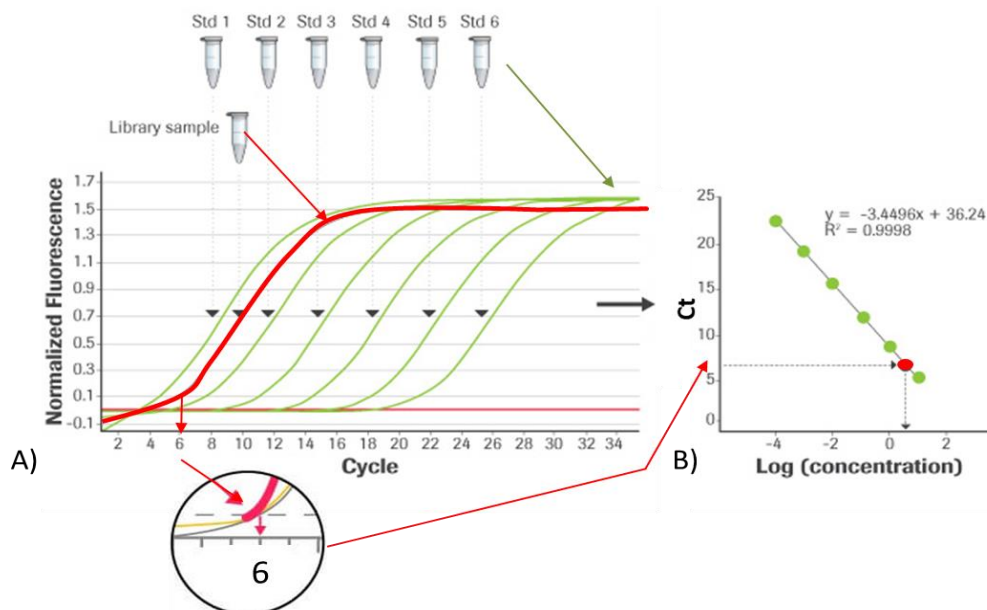 Std 1 Std 2 Std 3 Std 4 Std 5 Std 6
Library sample
Normalized Fluorescence
1.7
1.5
1.3
1.1
0.9
0.7
0.5
0.3
0.1
-0.1
2 4 6 8 10 12 14 16 18 20 22 24 26 28 30 32 34
Cycle
A)
6
Ct
25
20
15
10
5
0
y = -3.4496x + 36.24
R² = 0.9998
-4 -2 0 2
Log (concentration)
B)